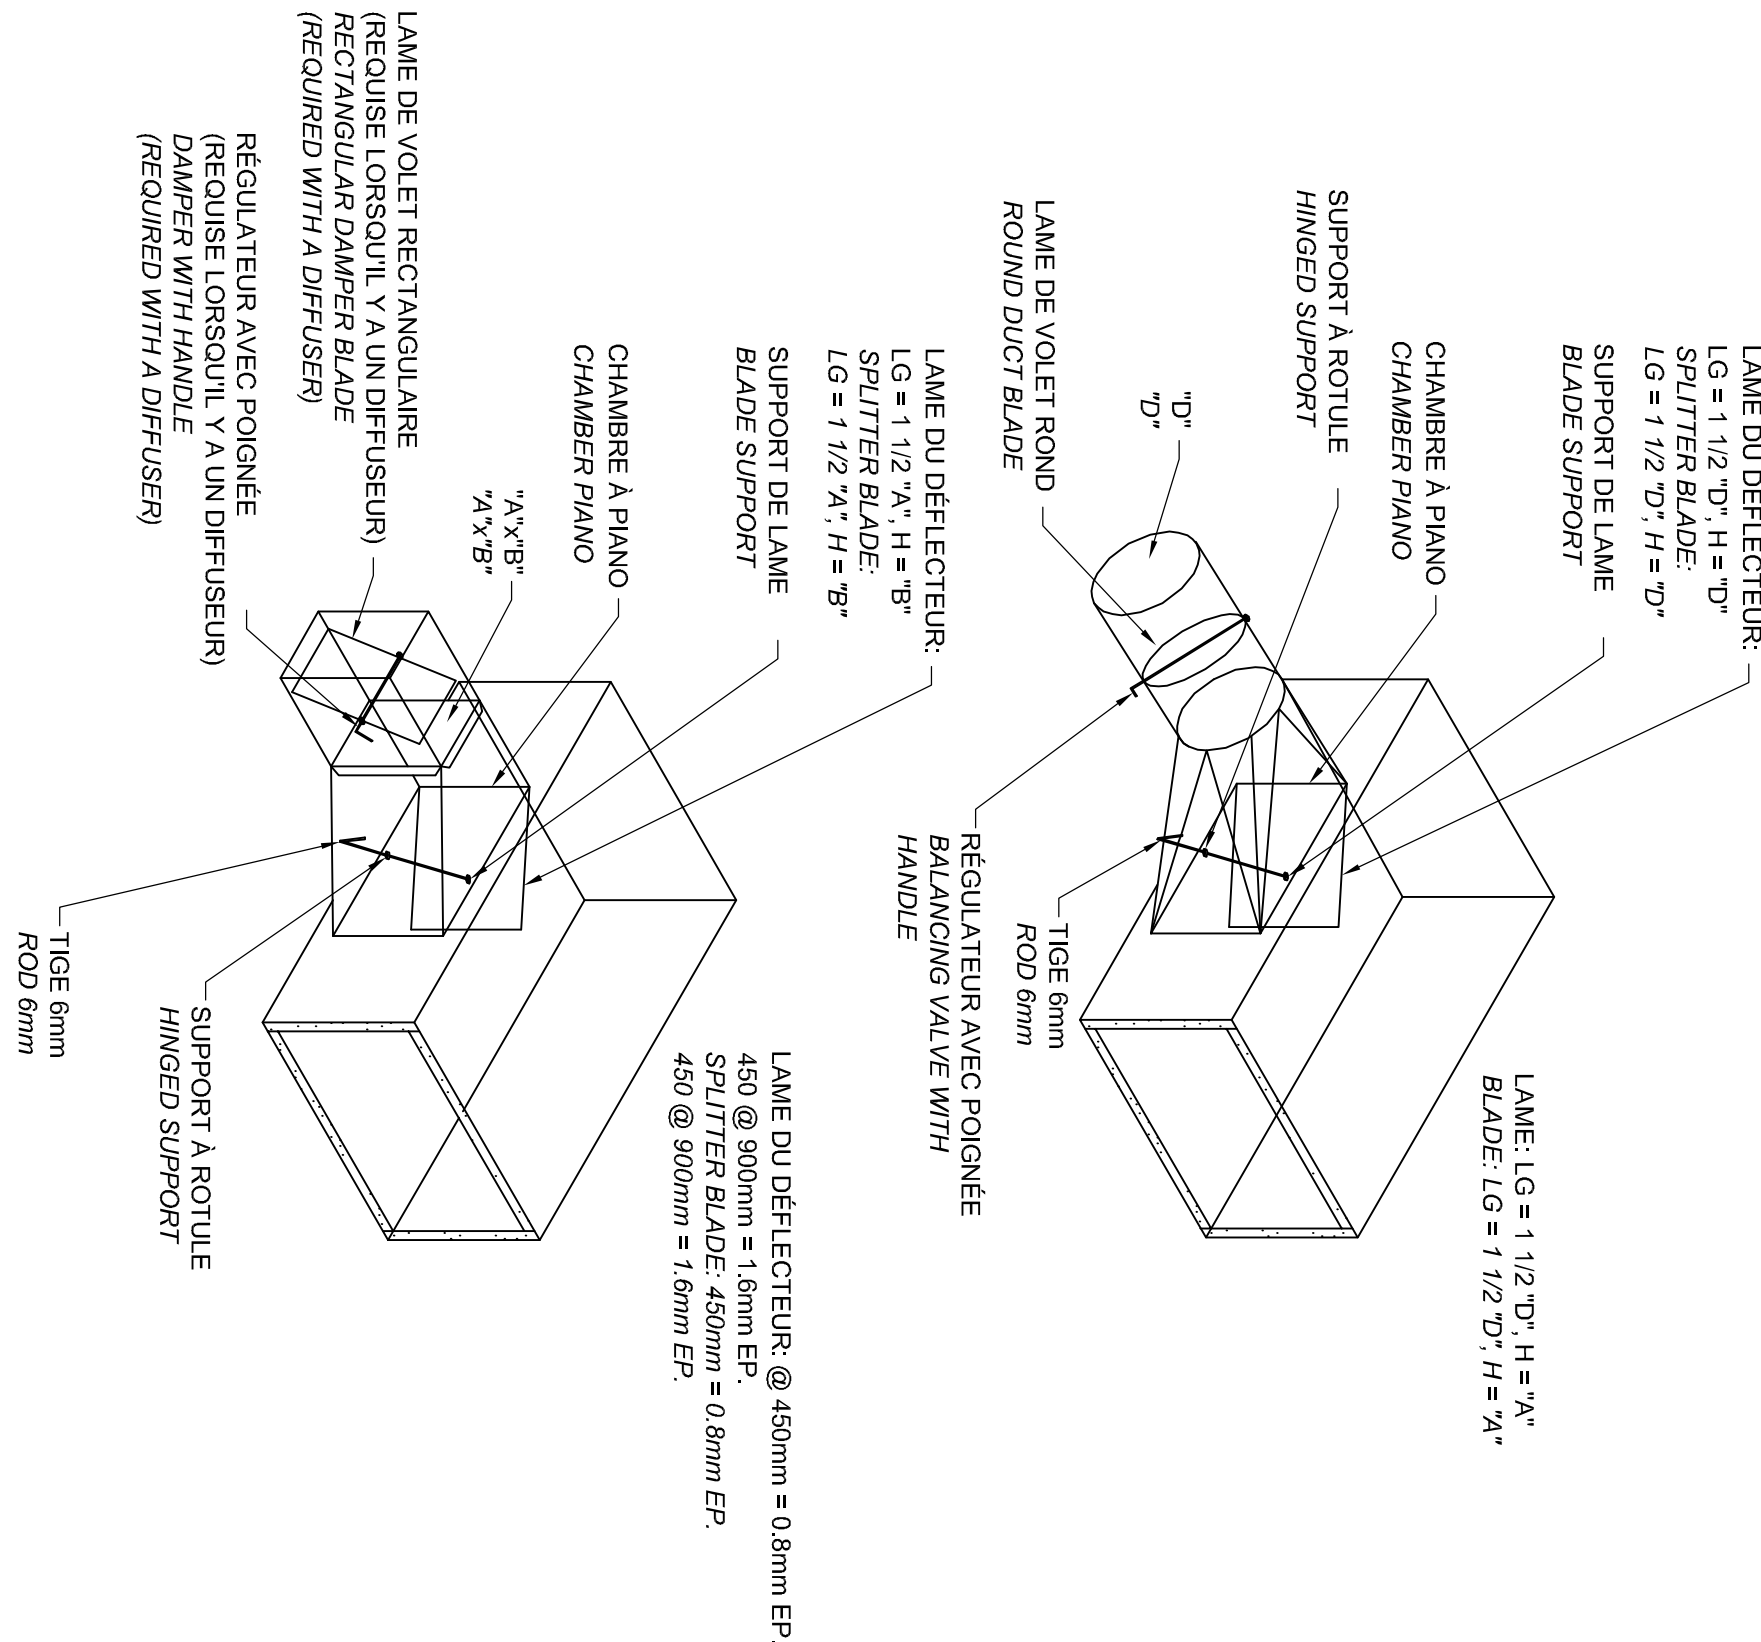 LAME DU DÉFLECTEUR:
LG = 1 1/2 "D", H = "D"
SPLITTER BLADE:
LG = 1 1/2 "D", H = "D"
SUPPORT DE LAME
BLADE SUPPORT
CHAMBRE À PIANO
CHAMBER PIANO
SUPPORT À ROTULE
HINGED SUPPORT
"D"
"D"
LAME DE VOLET ROND
ROUND DUCT BLADE
LAME: LG = 1 1/2 "D", H = "A"
BLADE: LG = 1 1/2 "D", H = "A"
TIGE 6mm
ROD 6mm
RÉGULATEUR AVEC POIGNÉE
BALANCING VALVE WITH
HANDLE
LAME DU DÉFLECTEUR:
LG = 1 1/2 "A", H = "B"
SPLITTER BLADE:
LG = 1 1/2 "A", H = "B"
SUPPORT DE LAME
BLADE SUPPORT
CHAMBRE À PIANO
CHAMBER PIANO
"A"x"B"
"A"x"B"
LAME DE VOLET RECTANGULAIRE
(REQUISE LORSQU'IL Y A UN DIFFUSEUR)
RECTANGULAR DAMPER BLADE
(REQUIRED WITH A DIFFUSER)
RÉGULATEUR AVEC POIGNÉE
(REQUISE LORSQU'IL Y A UN DIFFUSEUR)
DAMPER WITH HANDLE
(REQUIRED WITH A DIFFUSER)
LAME DU DÉFLECTEUR: @ 450mm = 0.8mm EP.
450 @ 900mm = 1.6mm EP.
SPLITTER BLADE: 450mm = 0.8mm EP.
450 @ 900mm = 1.6mm EP.
SUPPORT À ROTULE
HINGED SUPPORT
TIGE 6mm
ROD 6mm